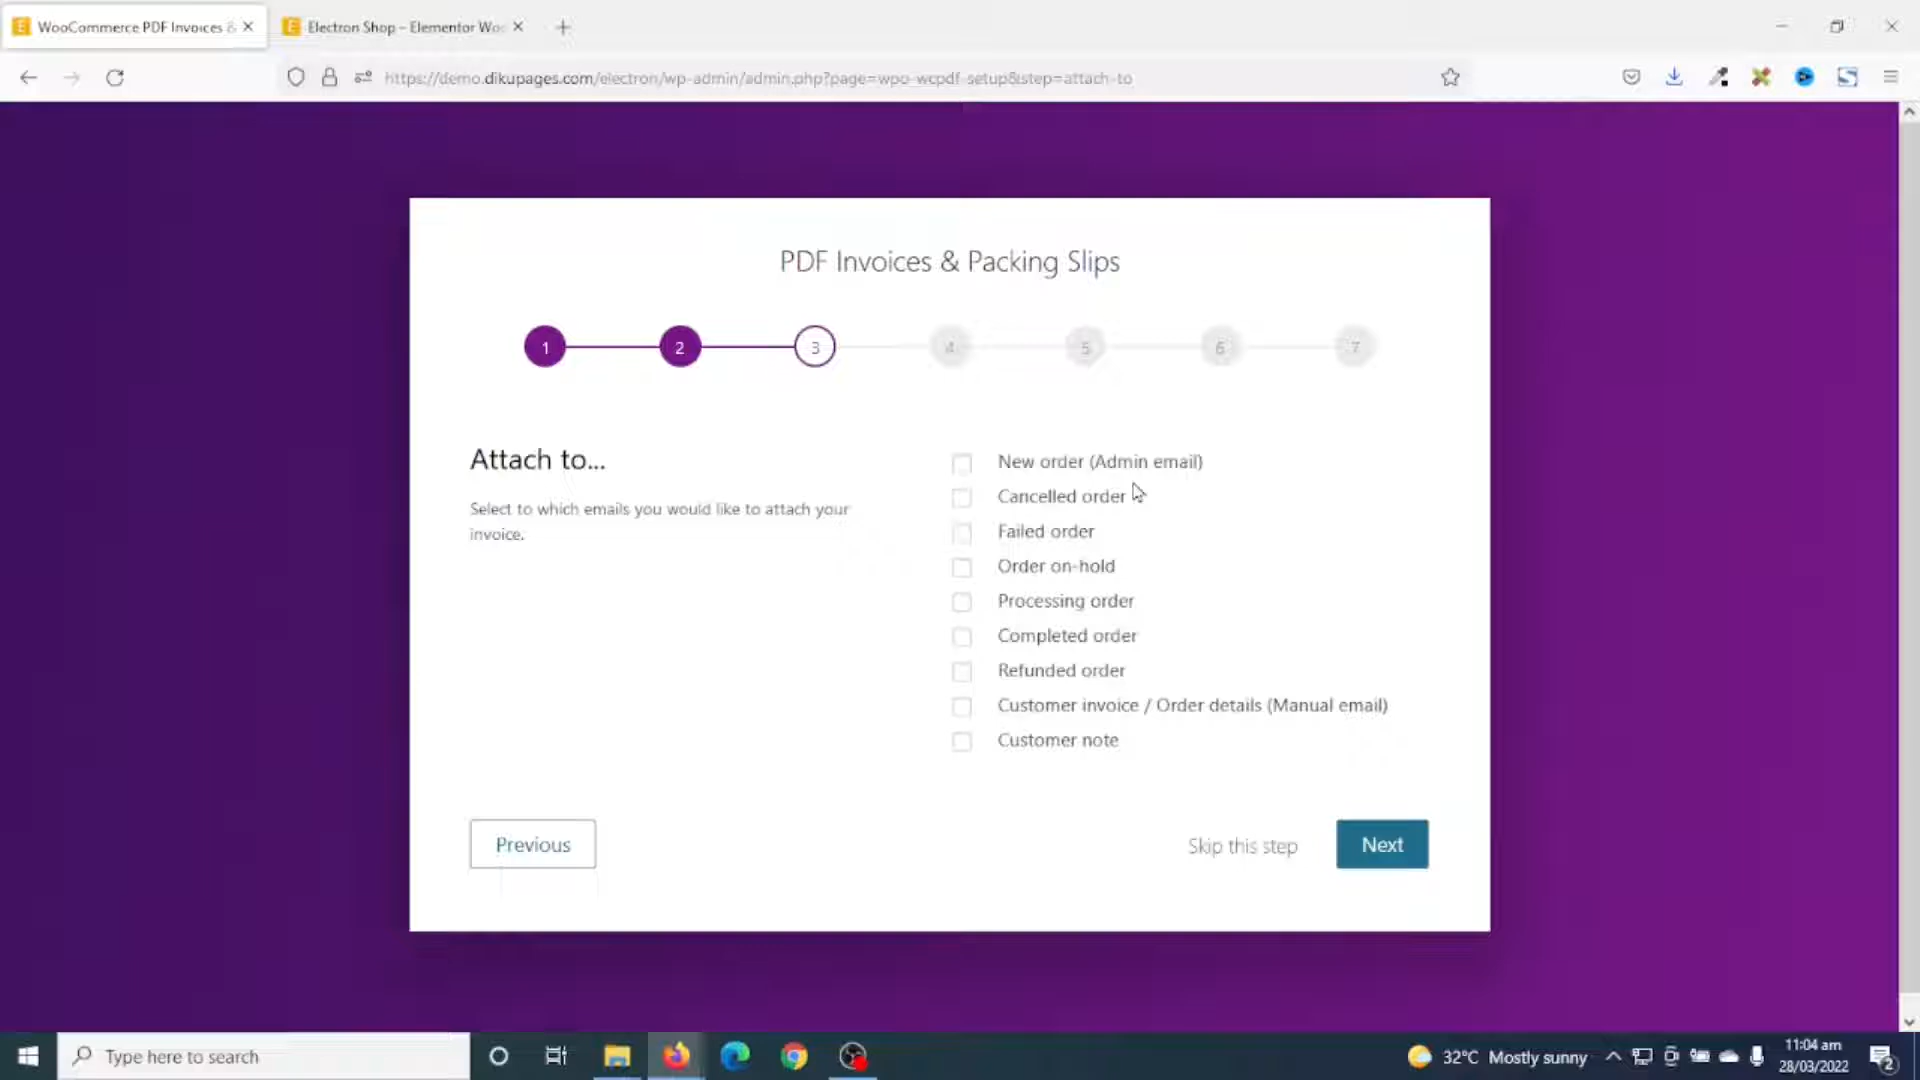 WooCommerce PDF Invoices &
Electron Shop – Elementor Woo
https://demo.dikupages.com/electron/wp-admin/admin.php?page=wpo_wcpdf-setup&step=attach-to
PDF Invoices & Packing Slips
1
2
3
4
5
6
7
Attach to...
Select to which emails you would like to attach your
invoice.
New order (Admin email)
Cancelled order
Failed order
Order on-hold
Processing order
Completed order
Refunded order
Customer invoice / Order details (Manual email)
Customer note
Previous
Skip this step
Next
Type here to search
32°C Mostly sunny
11:04 am
28/03/2022
2